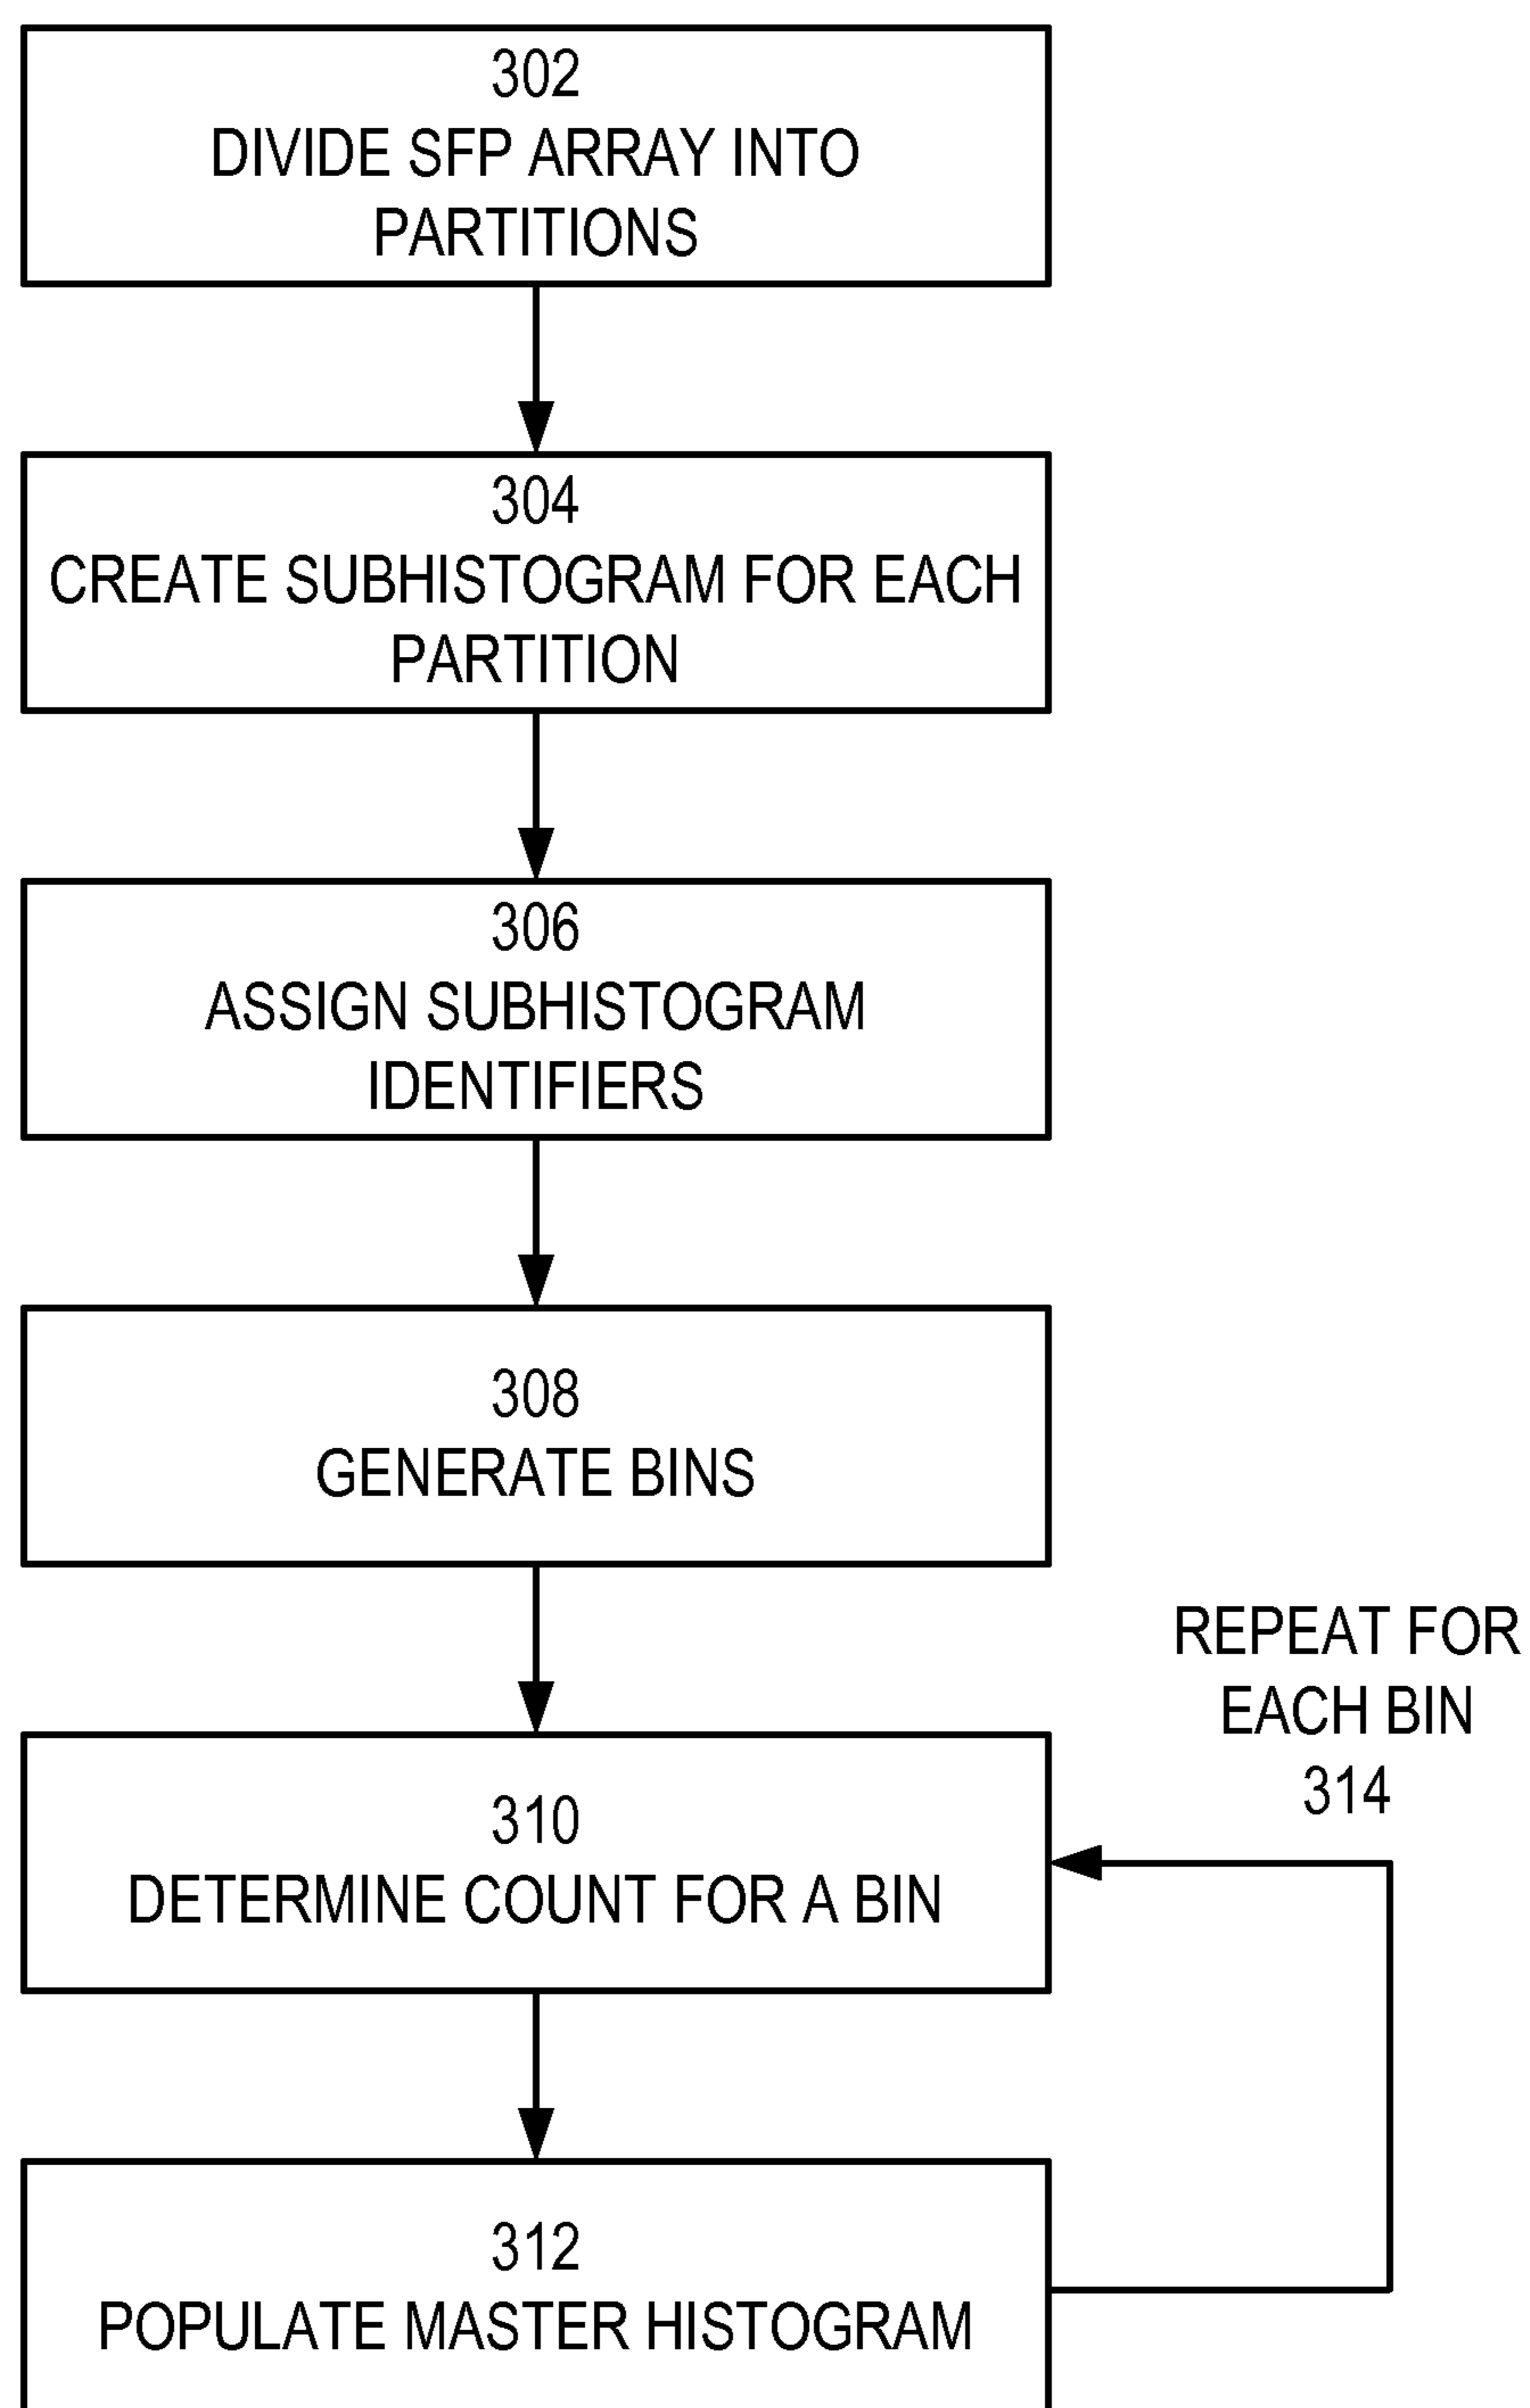 302
DIVIDE SFP ARRAY INTO
PARTITIONS
304
CREATE SUBHISTOGRAM FOR EACH
PARTITION
306
ASSIGN SUBHISTOGRAM
IDENTIFIERS
308
GENERATE BINS
REPEAT FOR
EACH BIN
314
310
DETERMINE COUNT FOR A BIN
312
POPULATE MASTER HISTOGRAM